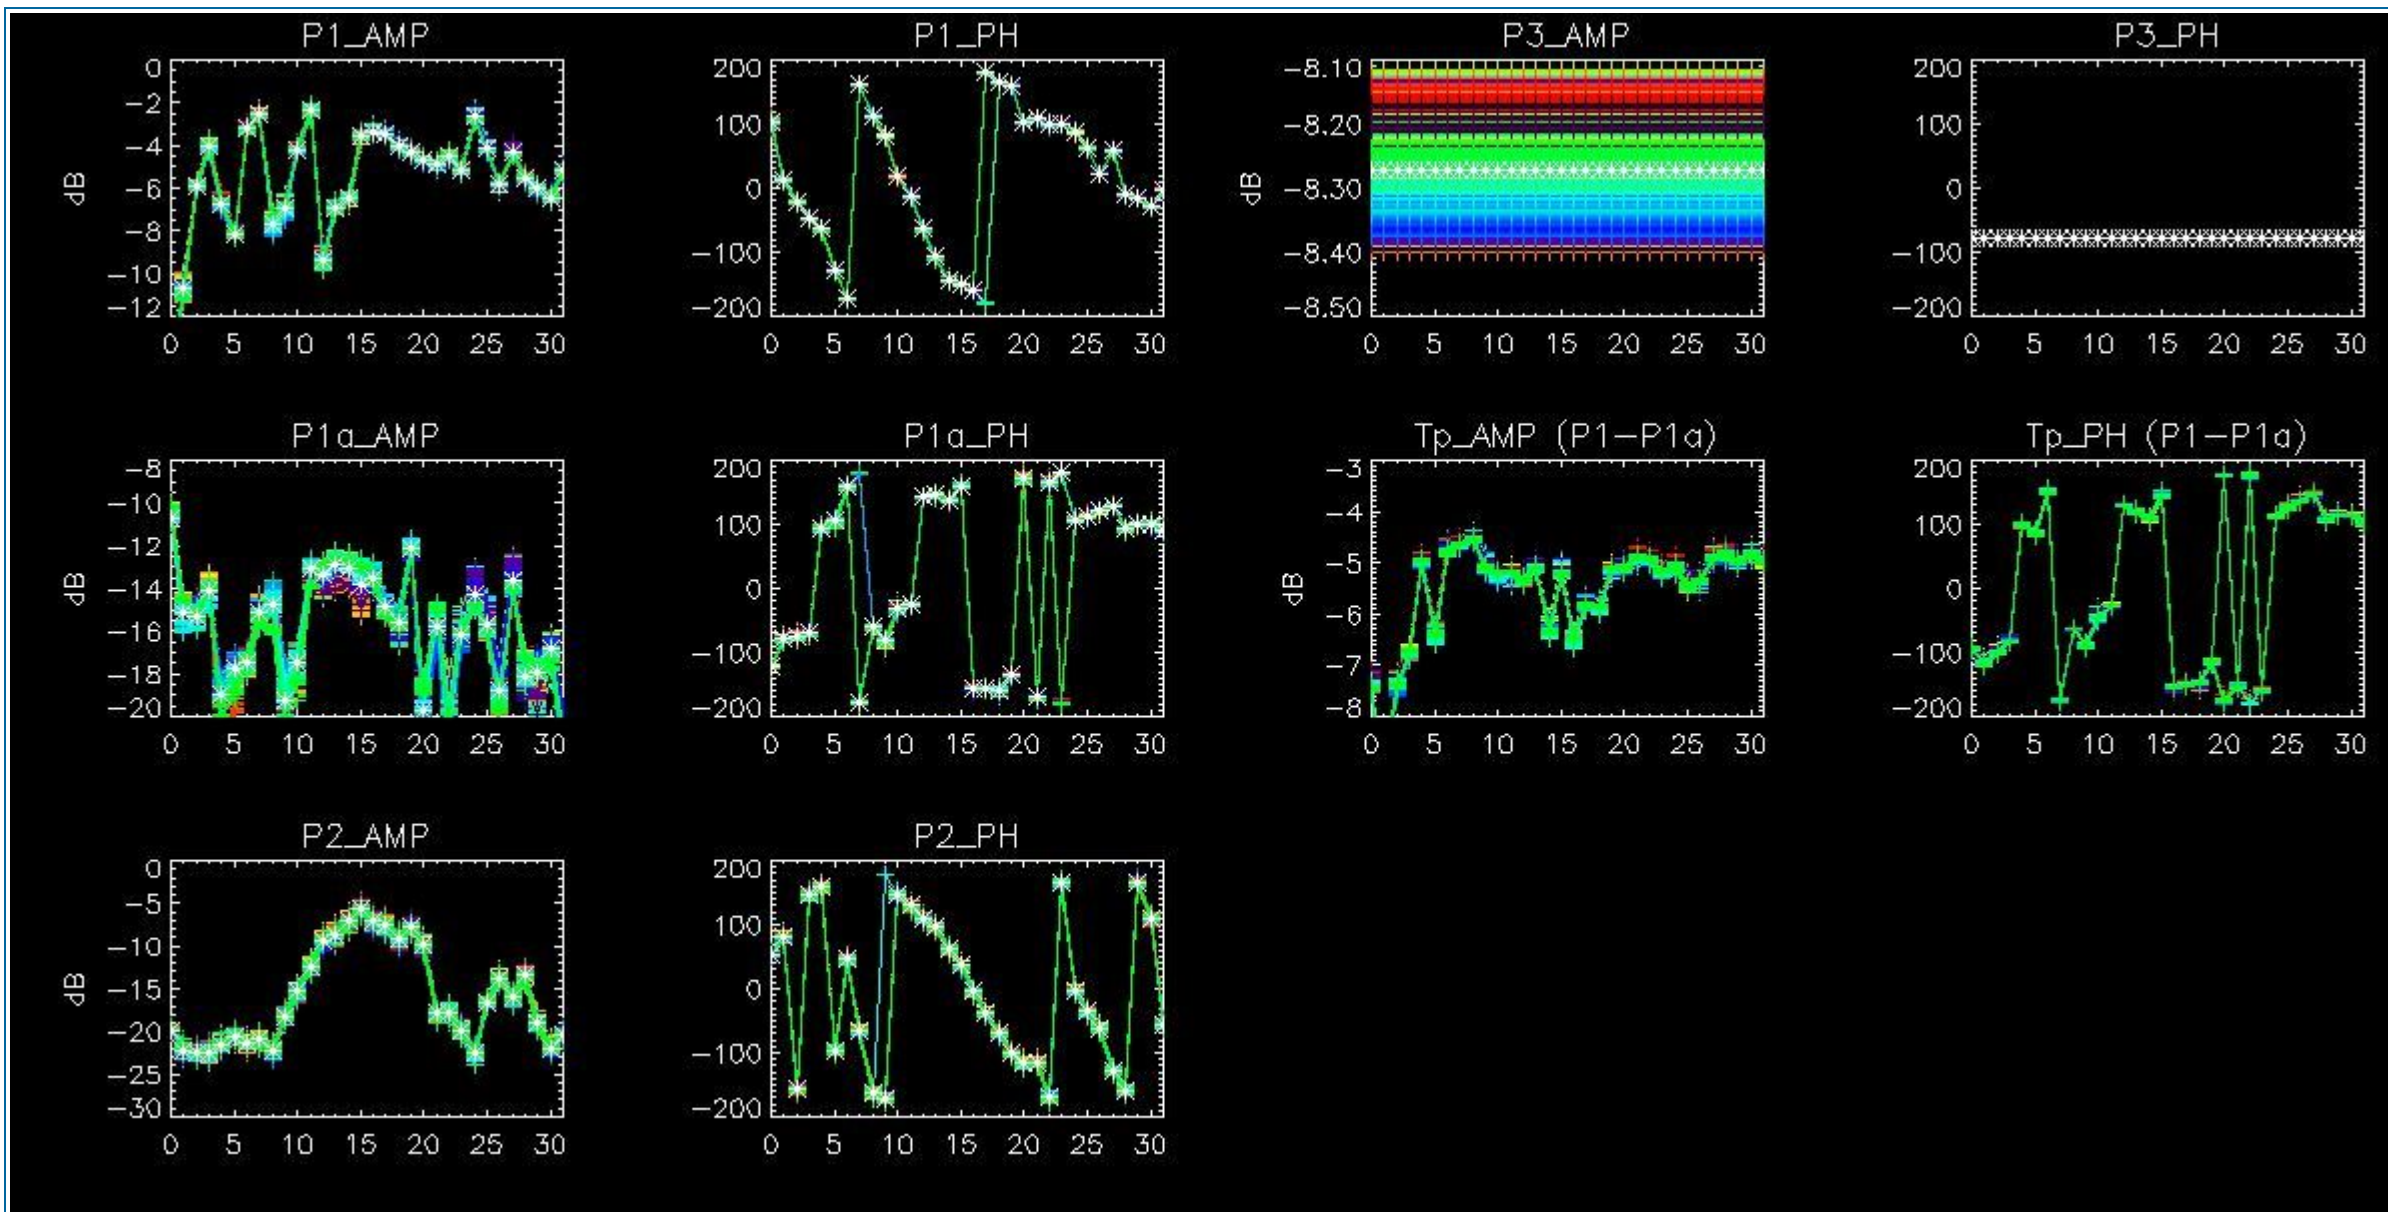 P1_AMP
P1_PH
P3_AMP
P3_PH
0
−2
−4
−6
−8
−10
−12
dB
0 5 10 15 20 25 30
200
100
0
−100
−200
0 5 10 15 20 25 30
−8.10
−8.20
−8.30
−8.40
−8.50
dB
0 5 10 15 20 25 30
200
100
0
−100
−200
0 5 10 15 20 25 30
P1a_AMP
P1a_PH
Tp_AMP (P1−P1a)
Tp_PH (P1−P1a)
−8
−10
−12
−14
−16
−18
−20
dB
0 5 10 15 20 25 30
200
100
0
−100
−200
0 5 10 15 20 25 30
−3
−4
−5
−6
−7
−8
dB
0 5 10 15 20 25 30
200
100
0
−100
−200
0 5 10 15 20 25 30
P2_AMP
P2_PH
0
−5
−10
−15
−20
−25
−30
dB
0 5 10 15 20 25 30
200
100
0
−100
−200
0 5 10 15 20 25 30